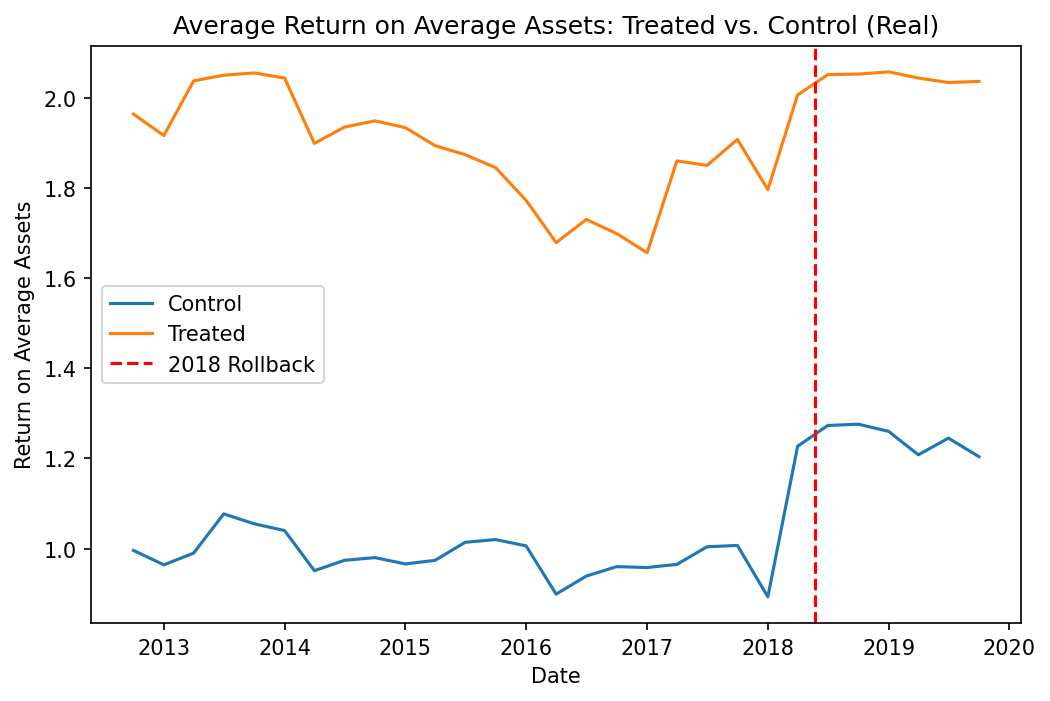 Average Return on Average Assets: Treated vs. Control (Real)
Return on Average Assets
2.0
1.8
1.6
1.4
1.2
1.0
Control
Treated
2018 Rollback
2013 2014 2015 2016 2017 2018 2019 2020
Date